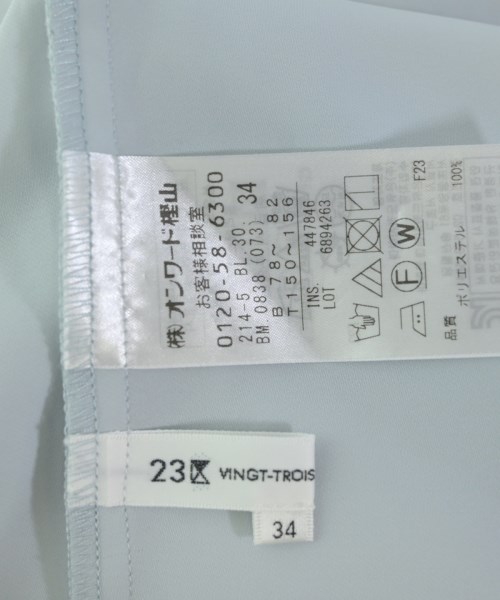 (株)オンワード樫山
お客様相談室
0120-58-6300
214-5 BL.30.
BM.0838 (073) 34
B 78~ 82
T150~156
INS. 447846
LOT 6894263
F W
F23
品質 ポリエステル 100%
23区 VINGT-TROIS
34